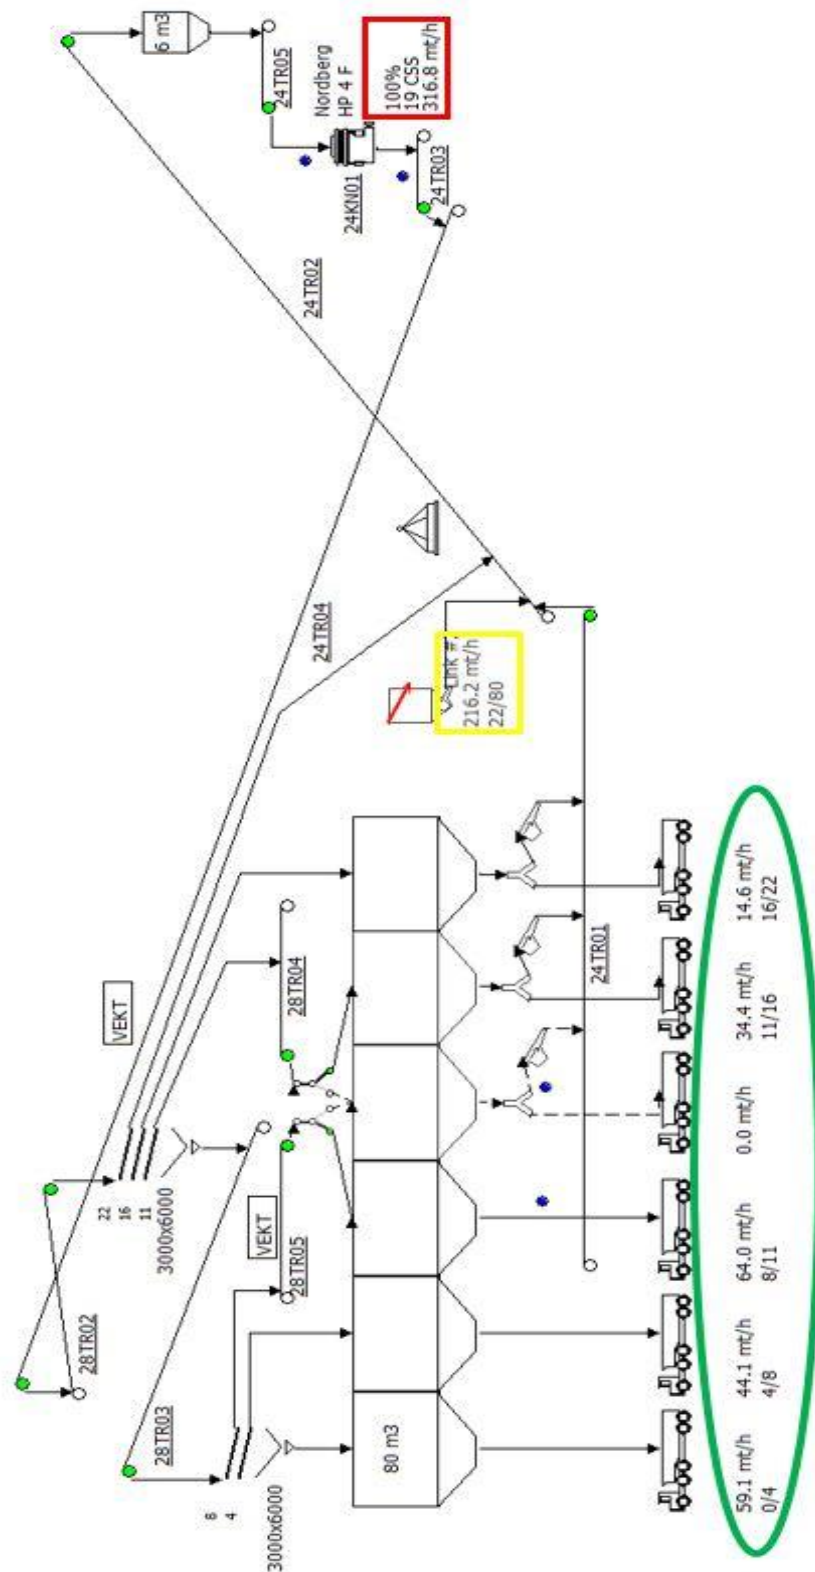 6 m3
24TR05
Nordberg
HP 4 F
100%
19 CSS
316.8 mt/h
24KN01
24TR03
24TR02
24TR04
216.2 mt/h
22/80
VEKT
28TR04
22
16
11
3000x6000
28TR02
VEKT
28TR05
28TR03
8
4
3000x6000
80 m3
24TR01
59.1 mt/h
0/4
44.1 mt/h
4/8
64.0 mt/h
8/11
0.0 mt/h
34.4 mt/h
11/16
14.6 mt/h
16/22